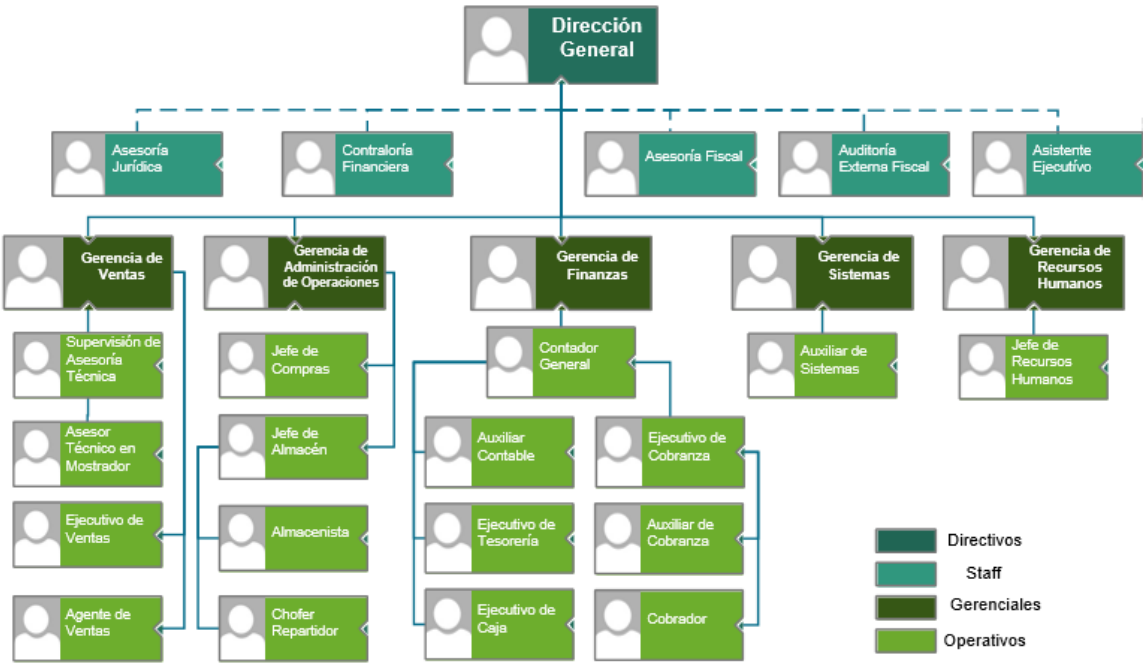 Dirección
General
Asesoría
Jurídica
Contraloría
Financiera
Asesoría Fiscal
Auditoría
Externa Fiscal
Asistente
Ejecutívo
Gerencia de
Ventas
Gerencia de
Administración
de Operaciones
Gerencia de
Finanzas
Gerencia de
Sistemas
Gerencia de
Recursos
Humanos
Supervisión de
Asesoría
Técnica
Jefe de
Compras
Contador
General
Auxiliar de
Sistemas
Jefe de
Recursos
Humanos
Asesor
Técnico en
Mostrador
Jefe de
Almacén
Auxiliar
Contable
Ejecutivo de
Cobranza
Ejecutivo de
Ventas
Almacenista
Ejecutivo de
Tesorería
Auxiliar de
Cobranza
Agente de
Ventas
Chofer
Repartidor
Ejecutivo de
Caja
Cobrador
Directivos
Staff
Gerenciales
Operativos